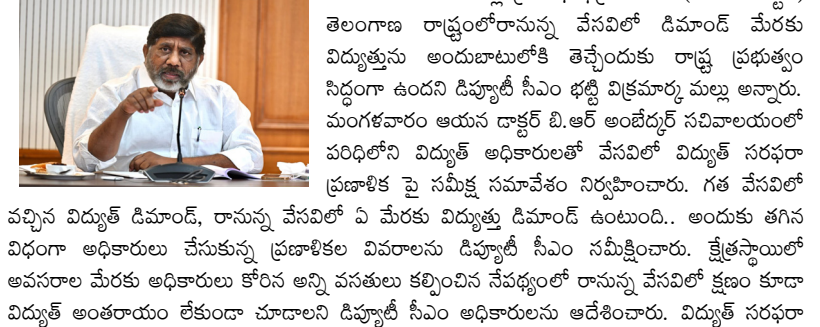 తెలంగాణ రాష్ట్రంలోరానున్న వేసవిలో డిమాండ్ మేరకు
విద్యుత్తును అందుబాటులోకి తెచ్చేందుకు రాష్ట్ర ప్రభుత్వం
సిద్ధంగా ఉందని డిప్యూటీ సీఎం భట్టి విక్రమార్క మల్లు అన్నారు.
మంగళవారం ఆయన డాక్టర్ బి.ఆర్ అంబేద్కర్ సచివాలయంలో
పరిధిలోని విద్యుత్ అధికారులతో వేసవిలో విద్యుత్ సరఫరా
ప్రణాళిక పై సమీక్ష సమావేశం నిర్వహించారు. గత వేసవిలో
వచ్చిన విద్యుత్ డిమాండ్, రానున్న వేసవిలో ఏ మేరకు విద్యుత్తు డిమాండ్ ఉంటుంది.. అందుకు తగిన
విధంగా అధికారులు చేసుకున్న ప్రణాళికల వివరాలను డిప్యూటీ సీఎం సమీక్షించారు. క్షేత్రస్థాయిలో
అవసరాల మేరకు అధికారులు కోరిన అన్ని వసతులు కల్పించిన నేపథ్యంలో రానున్న వేసవిలో క్షణం కూడా
విద్యుత్ అంతరాయం లేకుండా చూడాలని డిప్యూటీ సీఎం అధికారులను ఆదేశించారు. విద్యుత్ సరఫరా